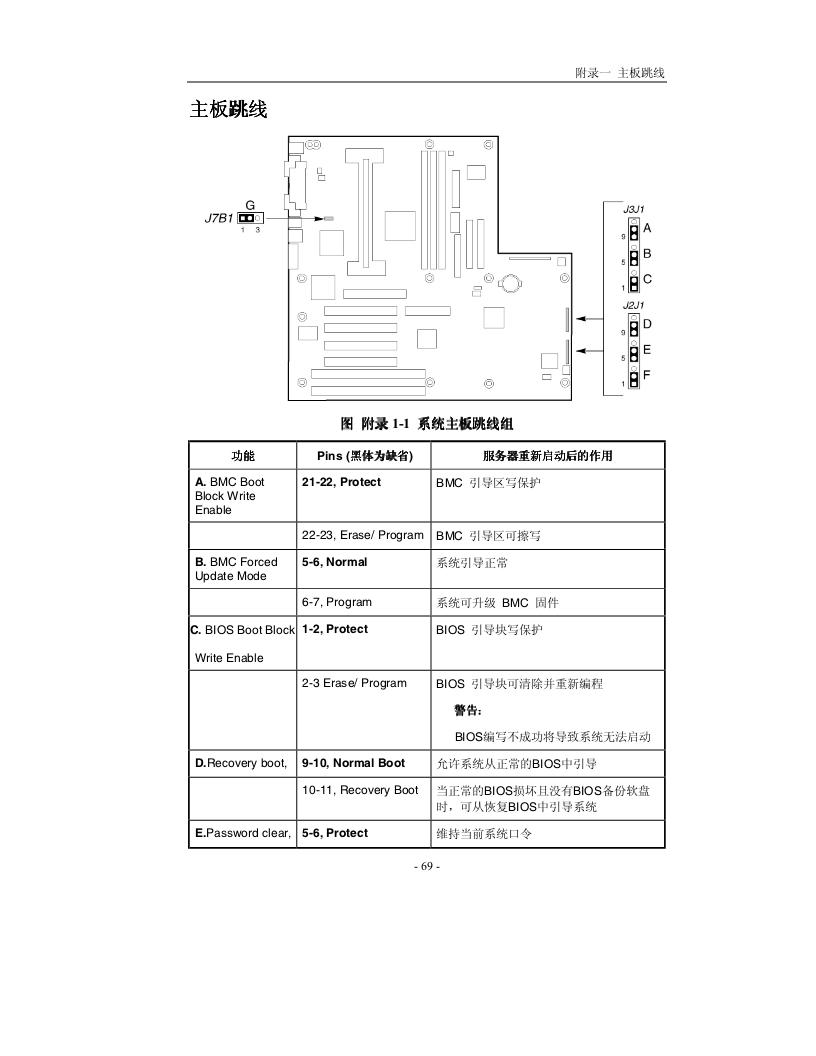 附录一 主板跳线
主板跳线
G
J7B1
1 3
J3J1
A
9
B
5
C
1
J2J1
D
9
E
5
F
1
图 附录 1-1 系统主板跳线组
功能 Pins (黑体为缺省) 服务器重新启动后的作用
A. BMC Boot Block Write Enable 21-22, Protect BMC 引导区写保护
22-23, Erase/ Program BMC 引导区可擦写
B. BMC Forced Update Mode 5-6, Normal 系统引导正常
6-7, Program 系统可升级 BMC 固件
C. BIOS Boot Block 1-2, Protect BIOS 引导块写保护
Write Enable
2-3 Erase/ Program BIOS 引导块可清除并重新编程
警告:
BIOS编写不成功将导致系统无法启动
D.Recovery boot, 9-10, Normal Boot 允许系统从正常的BIOS中引导
10-11, Recovery Boot 当正常的BIOS损坏且没有BIOS备份软盘
时，可从恢复BIOS中引导系统
E.Password clear, 5-6, Protect 维持当前系统口令
- 69 -